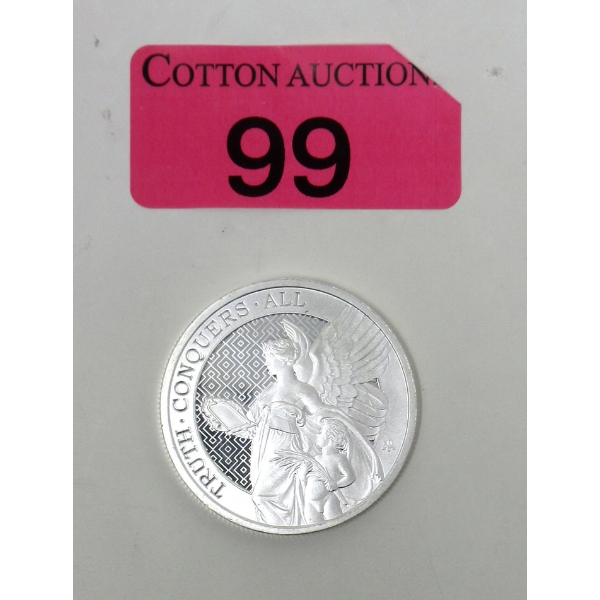 COTTON AUCTION
99
TRUTH · CONQUERS · ALL